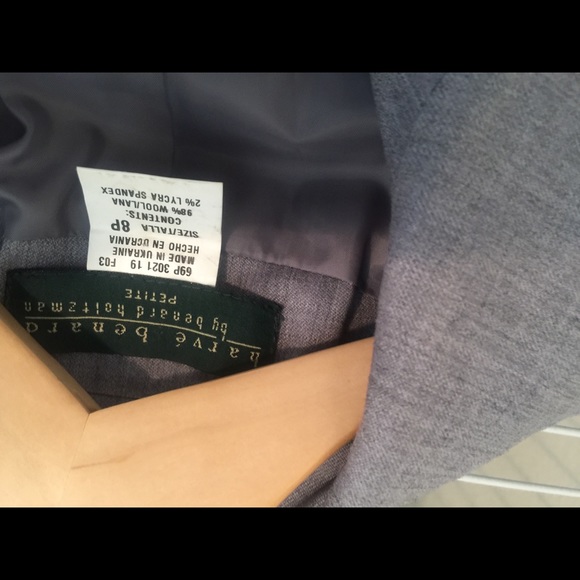 harvé benard
by benard holtzman
PETITE
69P 3021 19 F03
MADE IN UKRAINE
HECHO EN UCRANIA
SIZE/TALLA 8P
CONTENTS:
98% WOOL/LANA
2% LYCRA SPANDEX